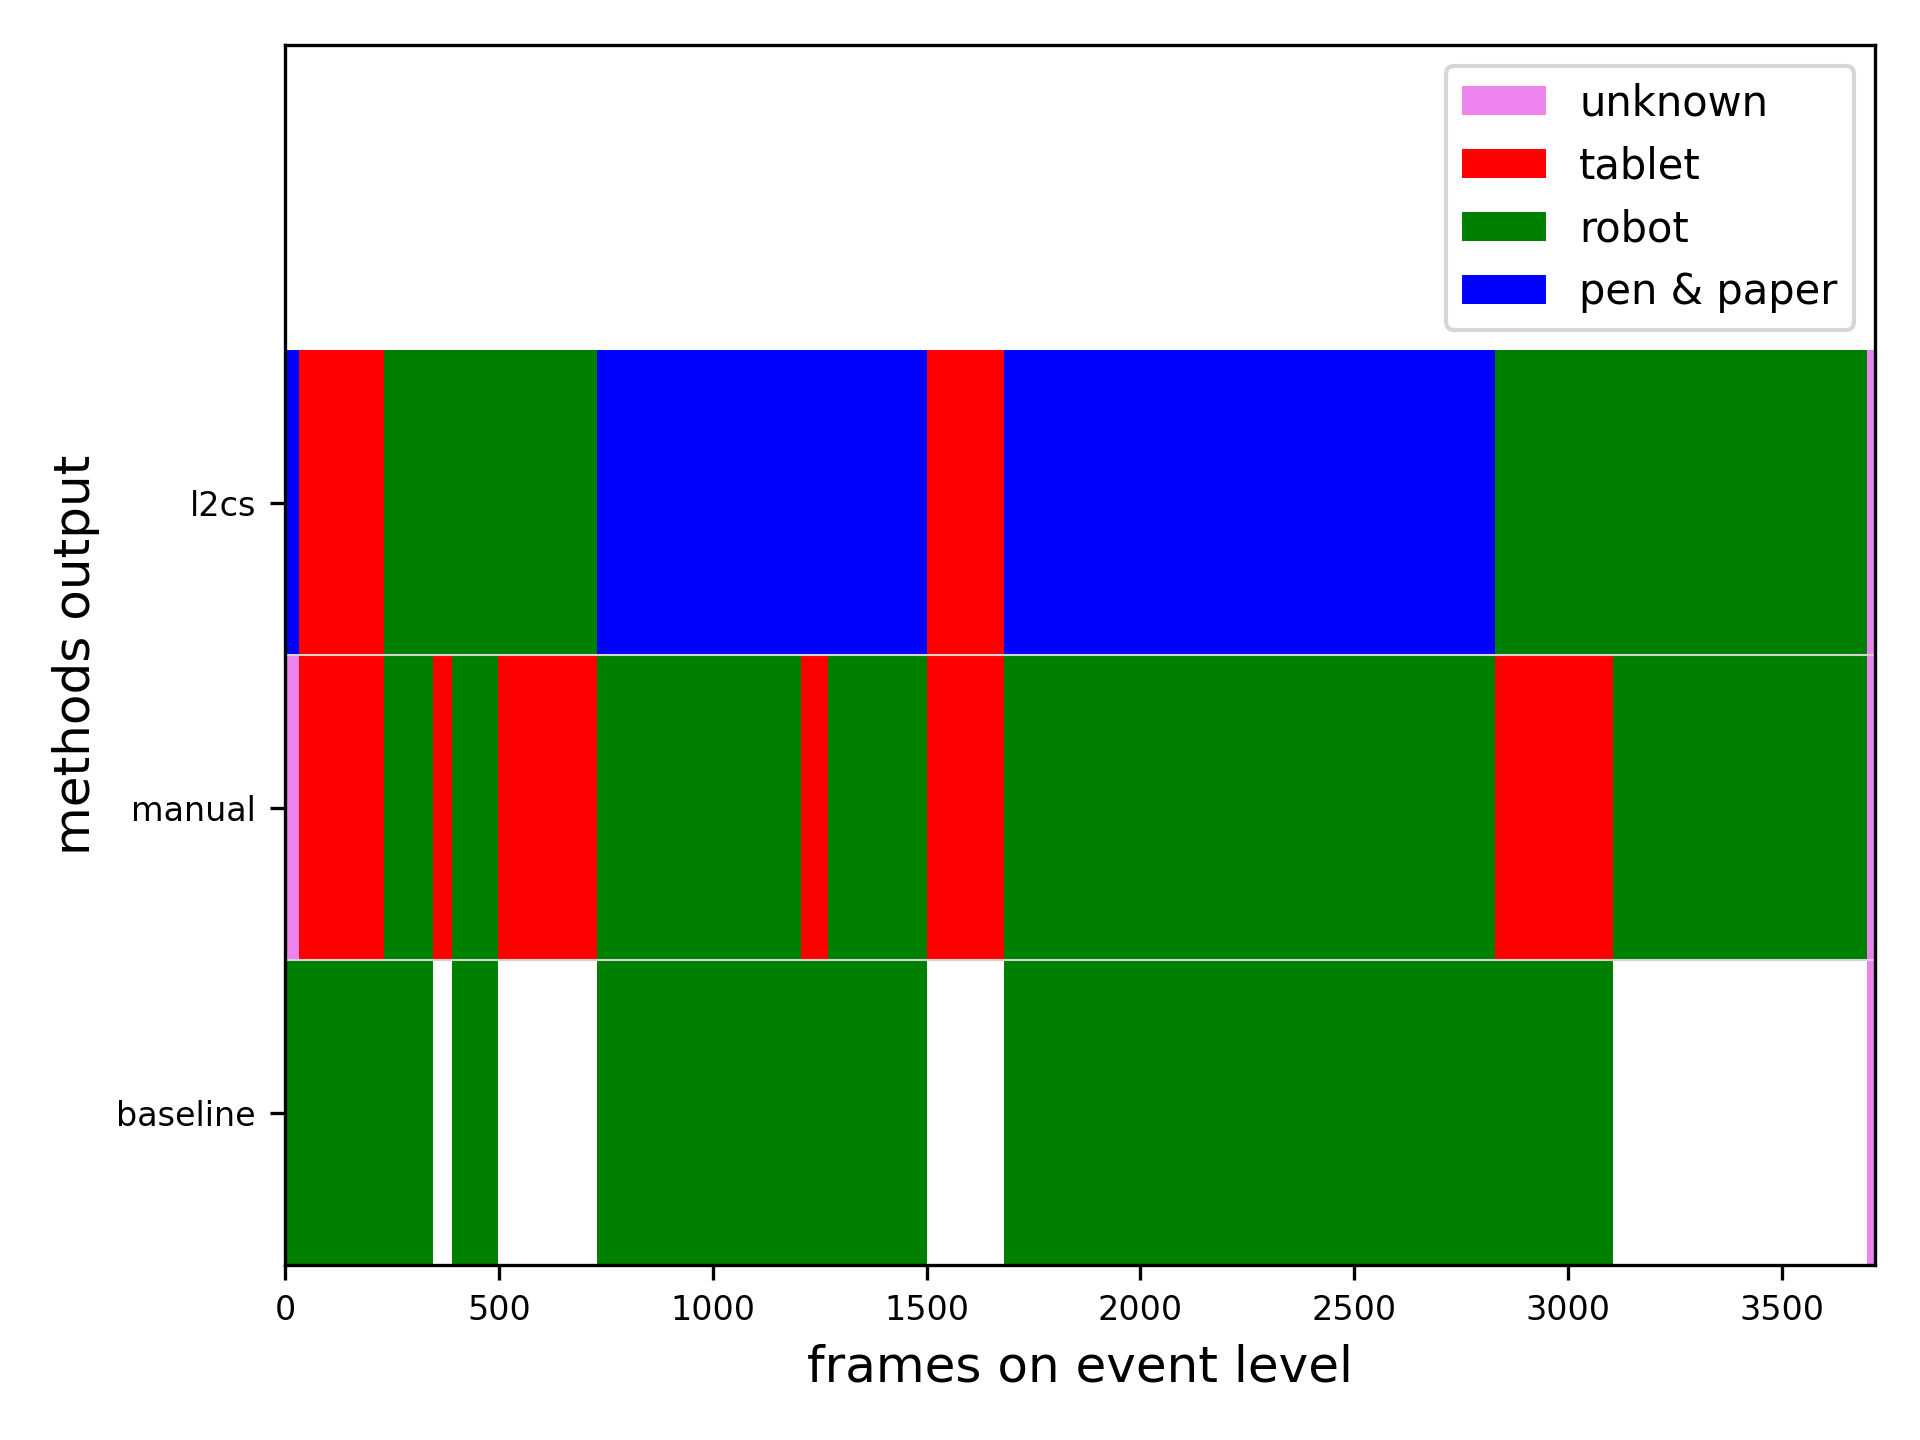 unknown
tablet
robot
pen & paper
methods output
l2cs
manual
baseline
0 500 1000 1500 2000 2500 3000 3500
frames on event level